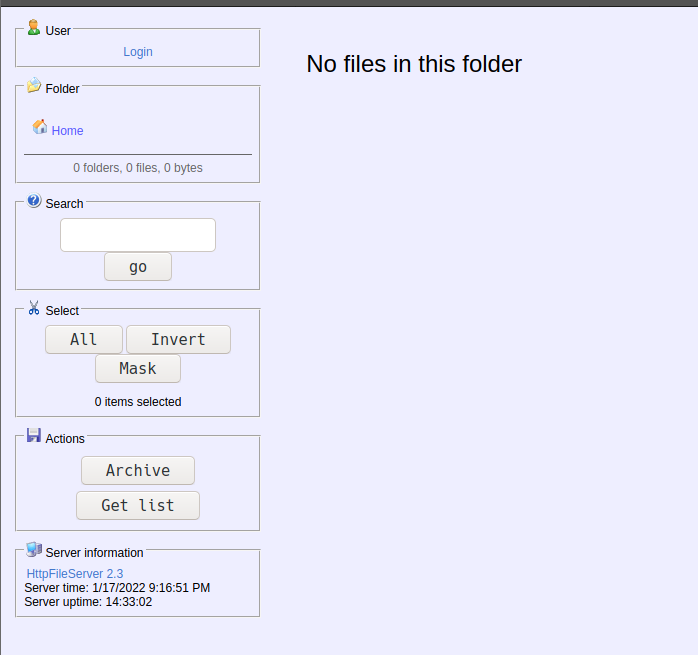 User
Login
Folder
Home
0 folders, 0 files, 0 bytes
Search
go
Select
All Invert
Mask
0 items selected
Actions
Archive
Get list
Server information
HttpFileServer 2.3
Server time: 1/17/2022 9:16:51 PM
Server uptime: 14:33:02
No files in this folder